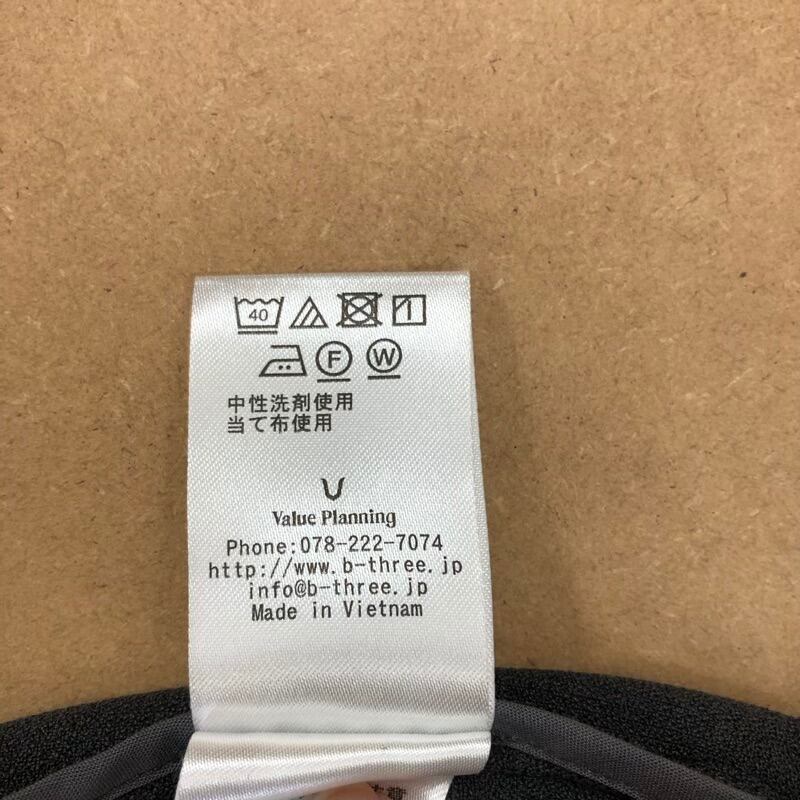 40
F W
中性洗剤使用
当て布使用
Value Planning
Phone:078-222-7074
http://www.b-three.jp
info@b-three.jp
Made in Vietnam